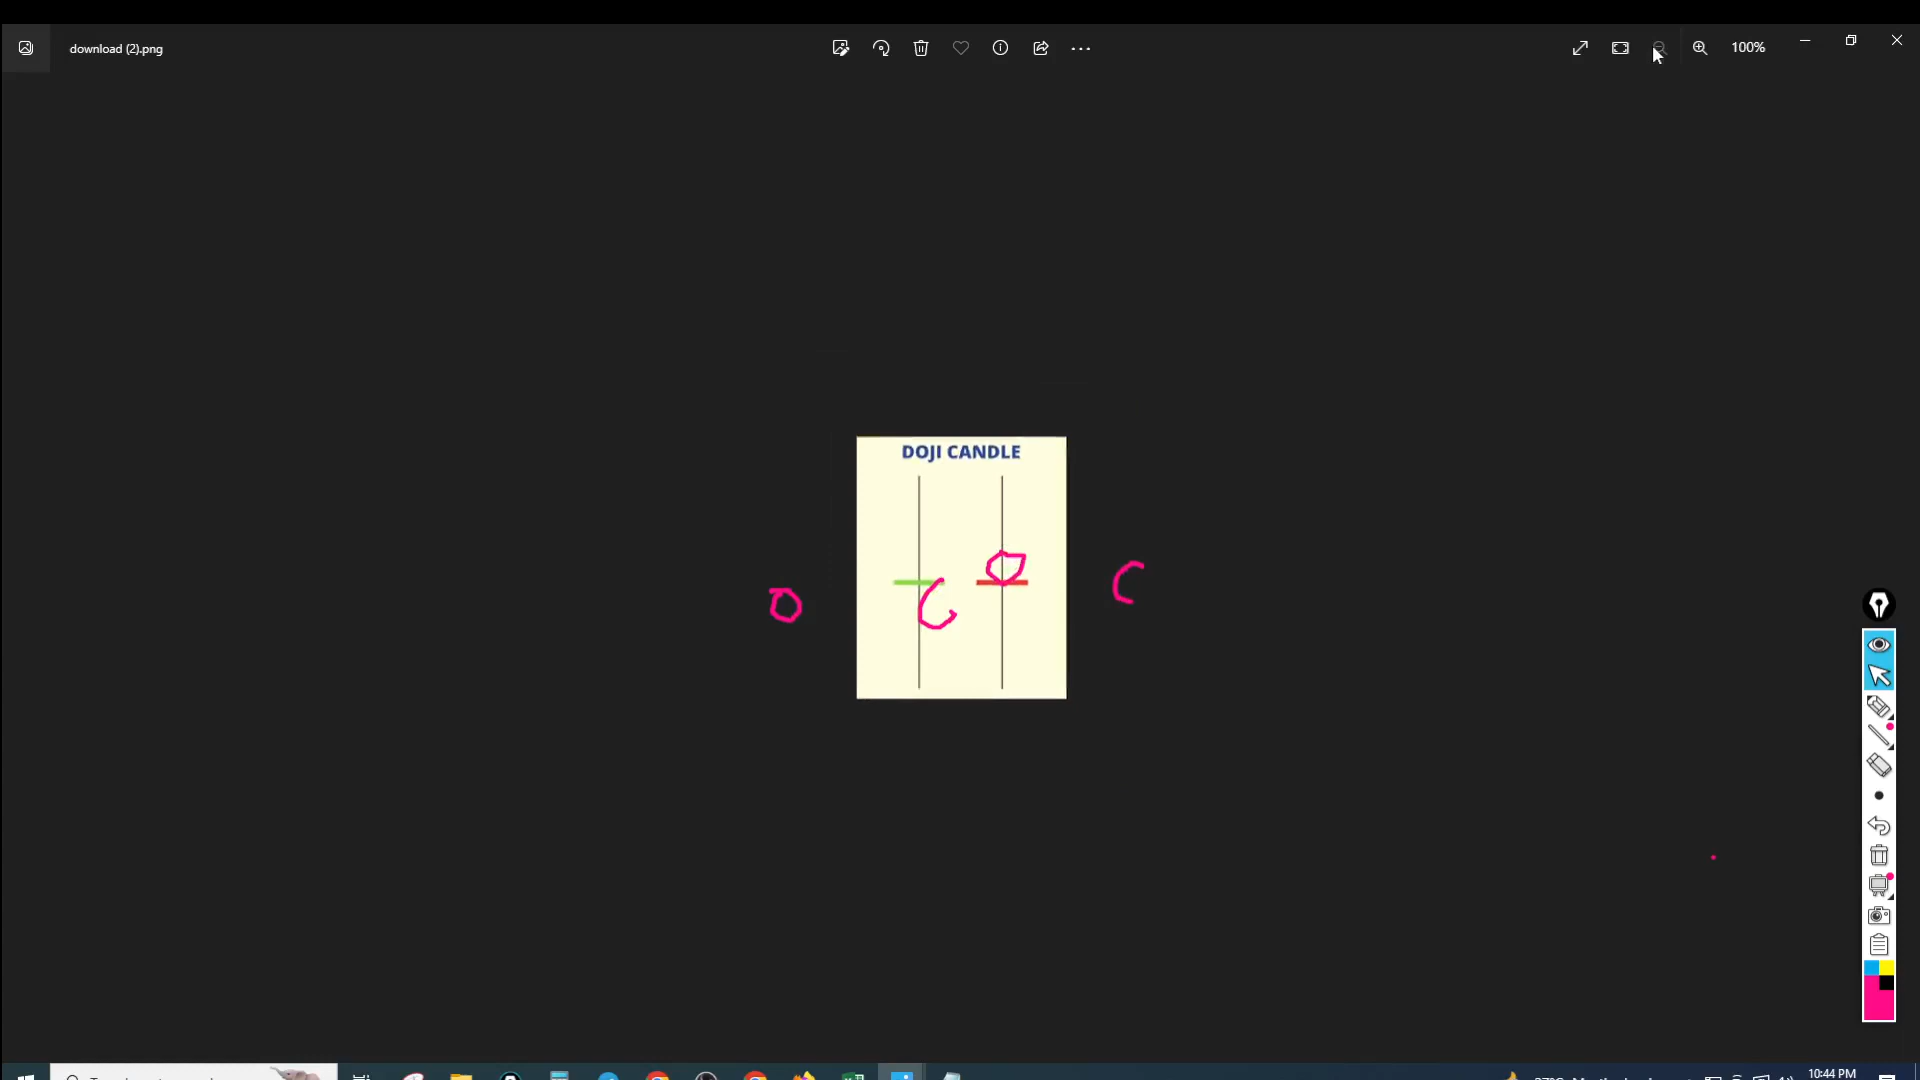 download (2).png
100%
DOJI CANDLE
O
C
O
C
10:44 PM